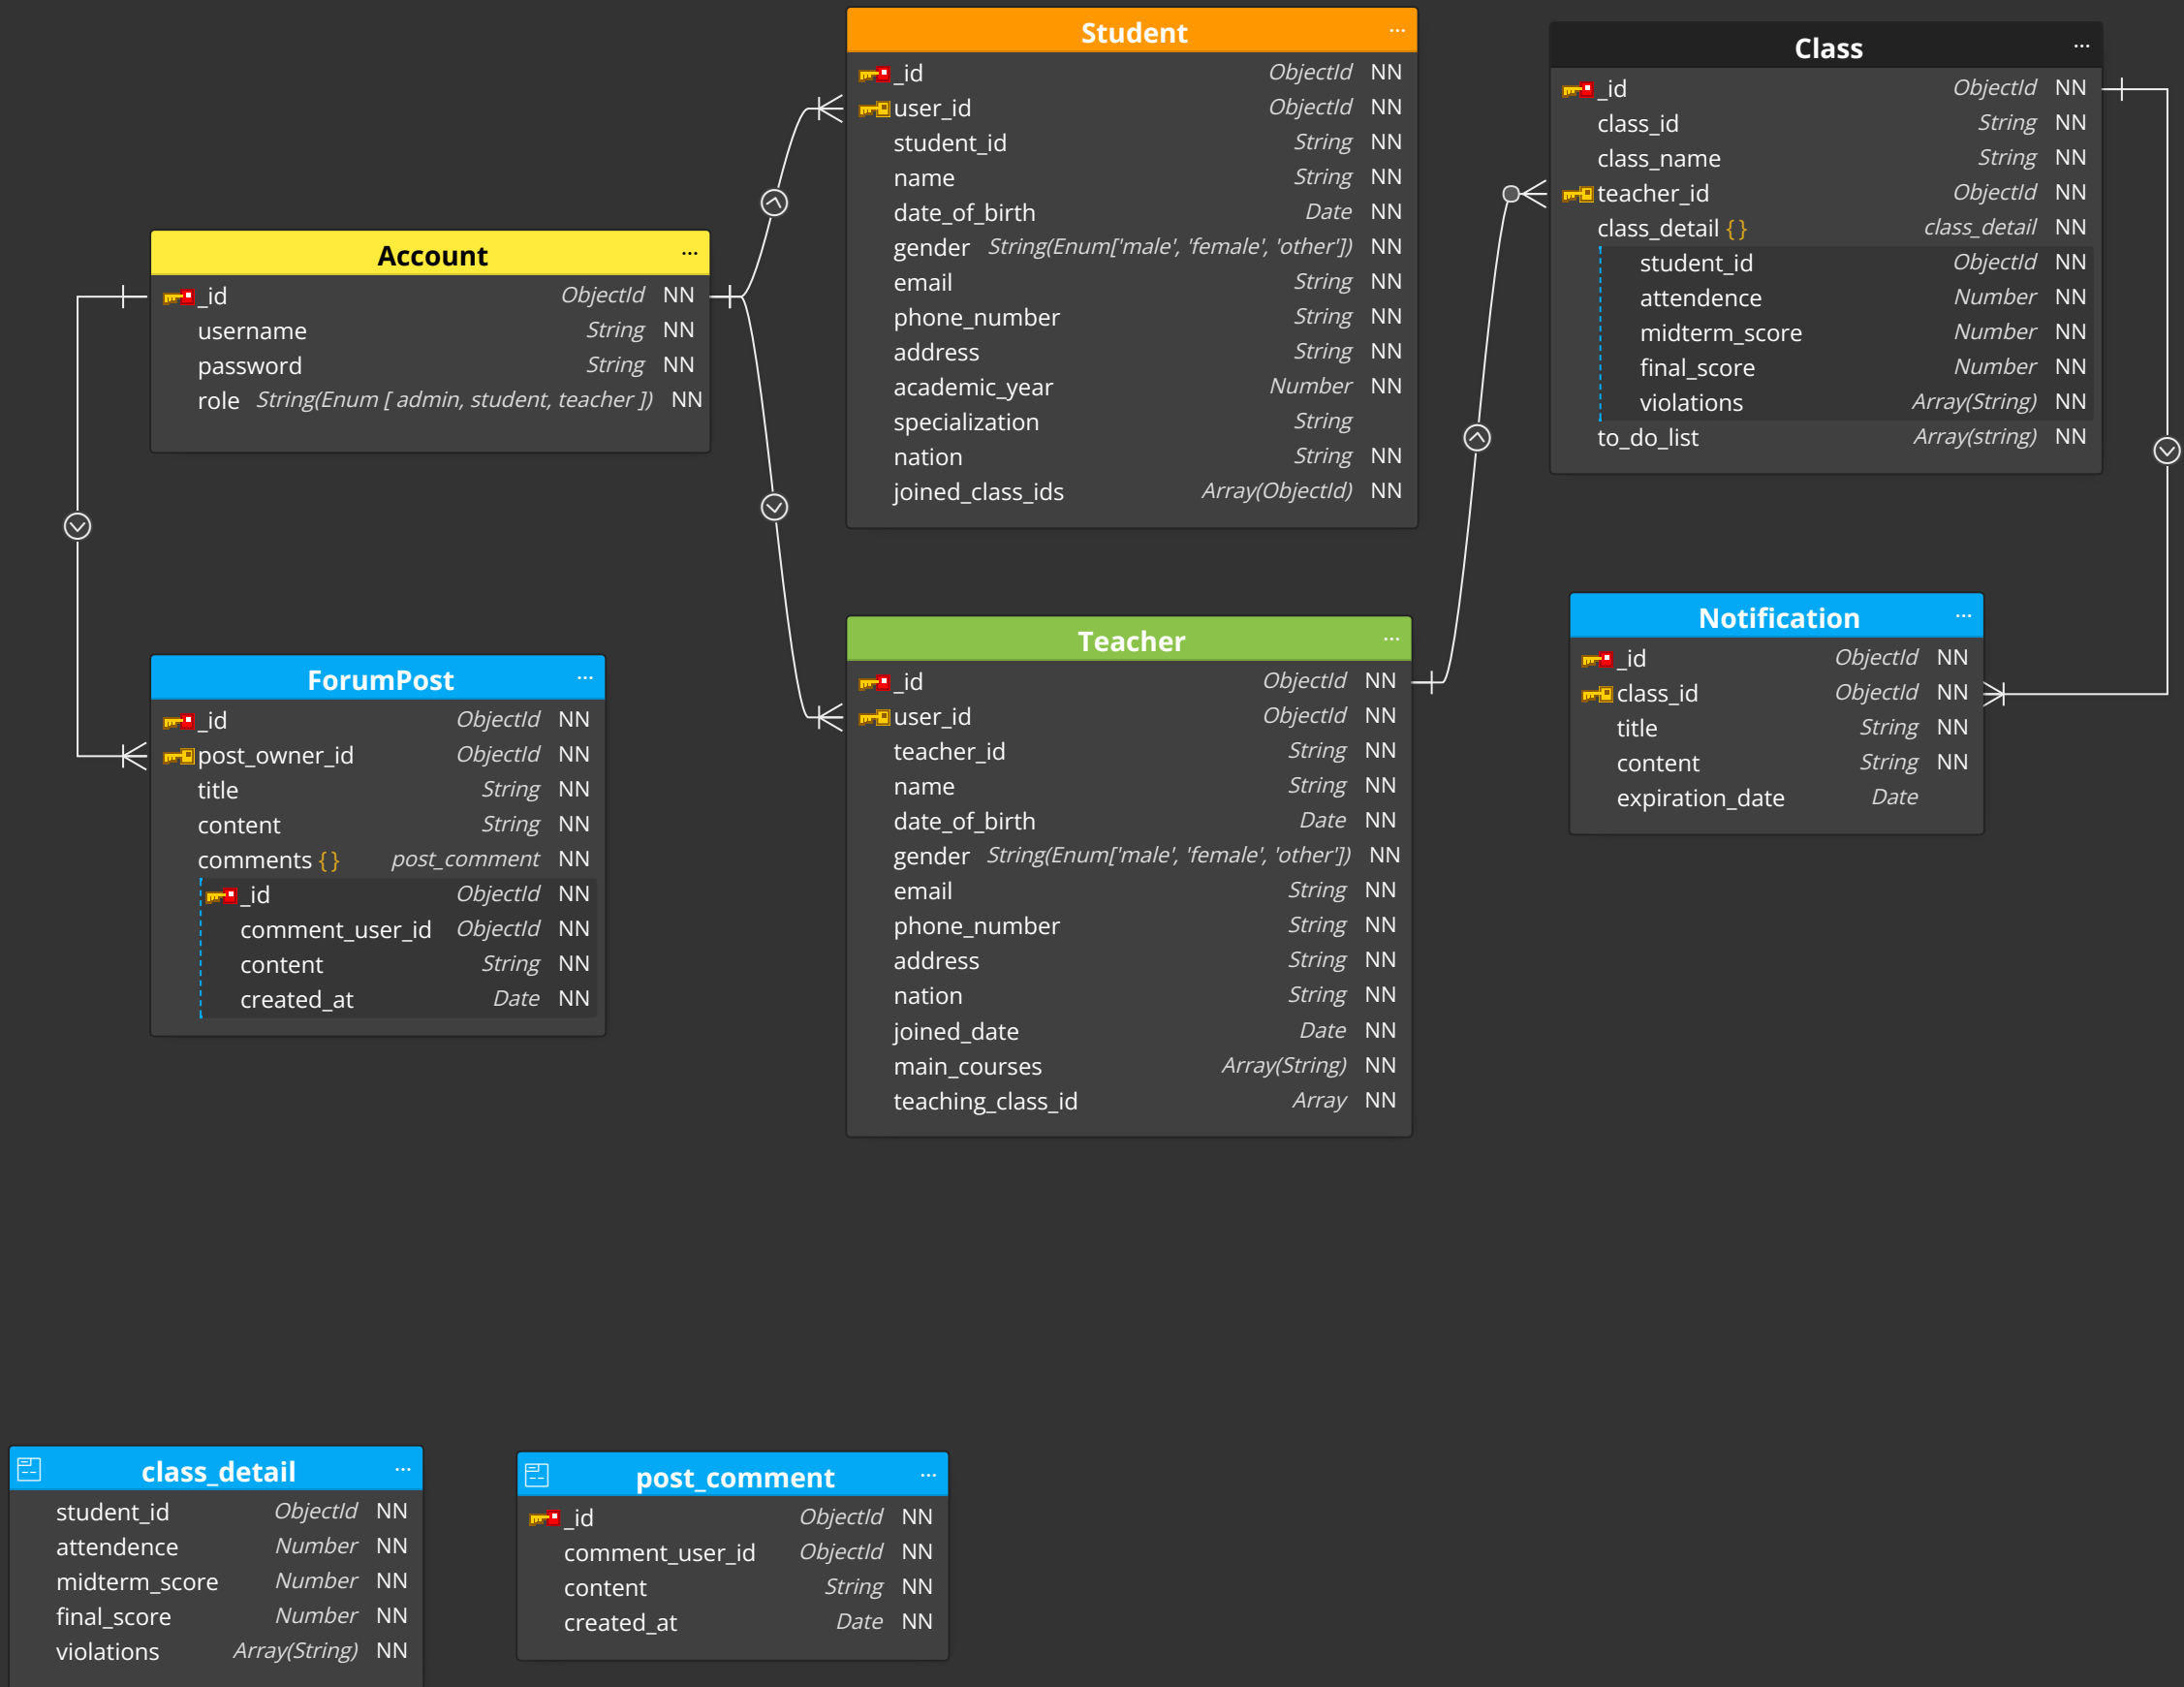 Account
_id ObjectId NN
username String NN
password String NN
role String(Enum [ admin, student, teacher ]) NN
ForumPost
_id ObjectId NN
post_owner_id ObjectId NN
title String NN
content String NN
comments {} post_comment NN
_id ObjectId NN
comment_user_id ObjectId NN
content String NN
created_at Date NN
Student
_id ObjectId NN
user_id ObjectId NN
student_id String NN
name String NN
date_of_birth Date NN
gender String(Enum['male', 'female', 'other']) NN
email String NN
phone_number String NN
address String NN
academic_year Number NN
specialization String
nation String NN
joined_class_ids Array(ObjectId) NN
Teacher
_id ObjectId NN
user_id ObjectId NN
teacher_id String NN
name String NN
date_of_birth Date NN
gender String(Enum['male', 'female', 'other']) NN
email String NN
phone_number String NN
address String NN
nation String NN
joined_date Date NN
main_courses Array(String) NN
teaching_class_id Array NN
Class
_id ObjectId NN
class_id String NN
class_name String NN
teacher_id ObjectId NN
class_detail {} class_detail NN
student_id ObjectId NN
attendence Number NN
midterm_score Number NN
final_score Number NN
violations Array(String) NN
to_do_list Array(string) NN
Notification
_id ObjectId NN
class_id ObjectId NN
title String NN
content String NN
expiration_date Date
class_detail
student_id ObjectId NN
attendence Number NN
midterm_score Number NN
final_score Number NN
violations Array(String) NN
post_comment
_id ObjectId NN
comment_user_id ObjectId NN
content String NN
created_at Date NN